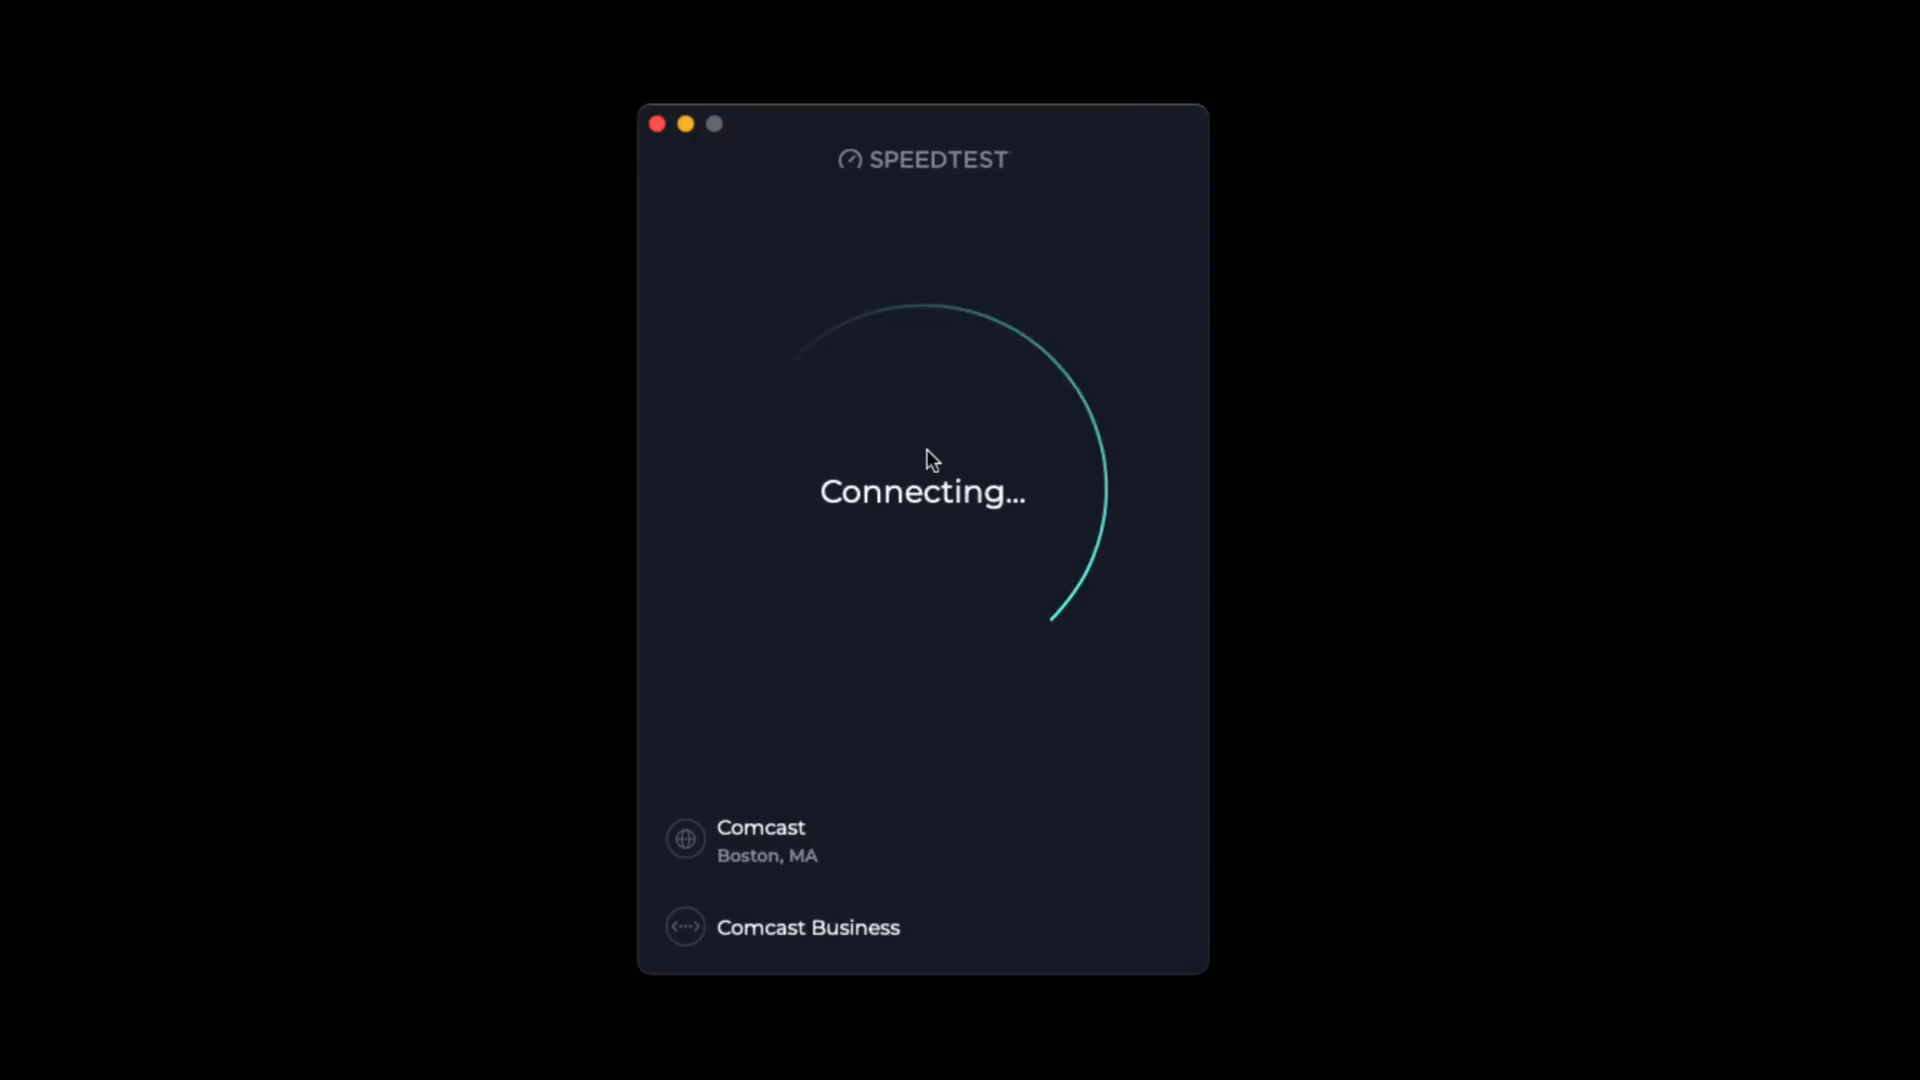 SPEEDTEST
Connecting...
Comcast
Boston, MA
Comcast Business